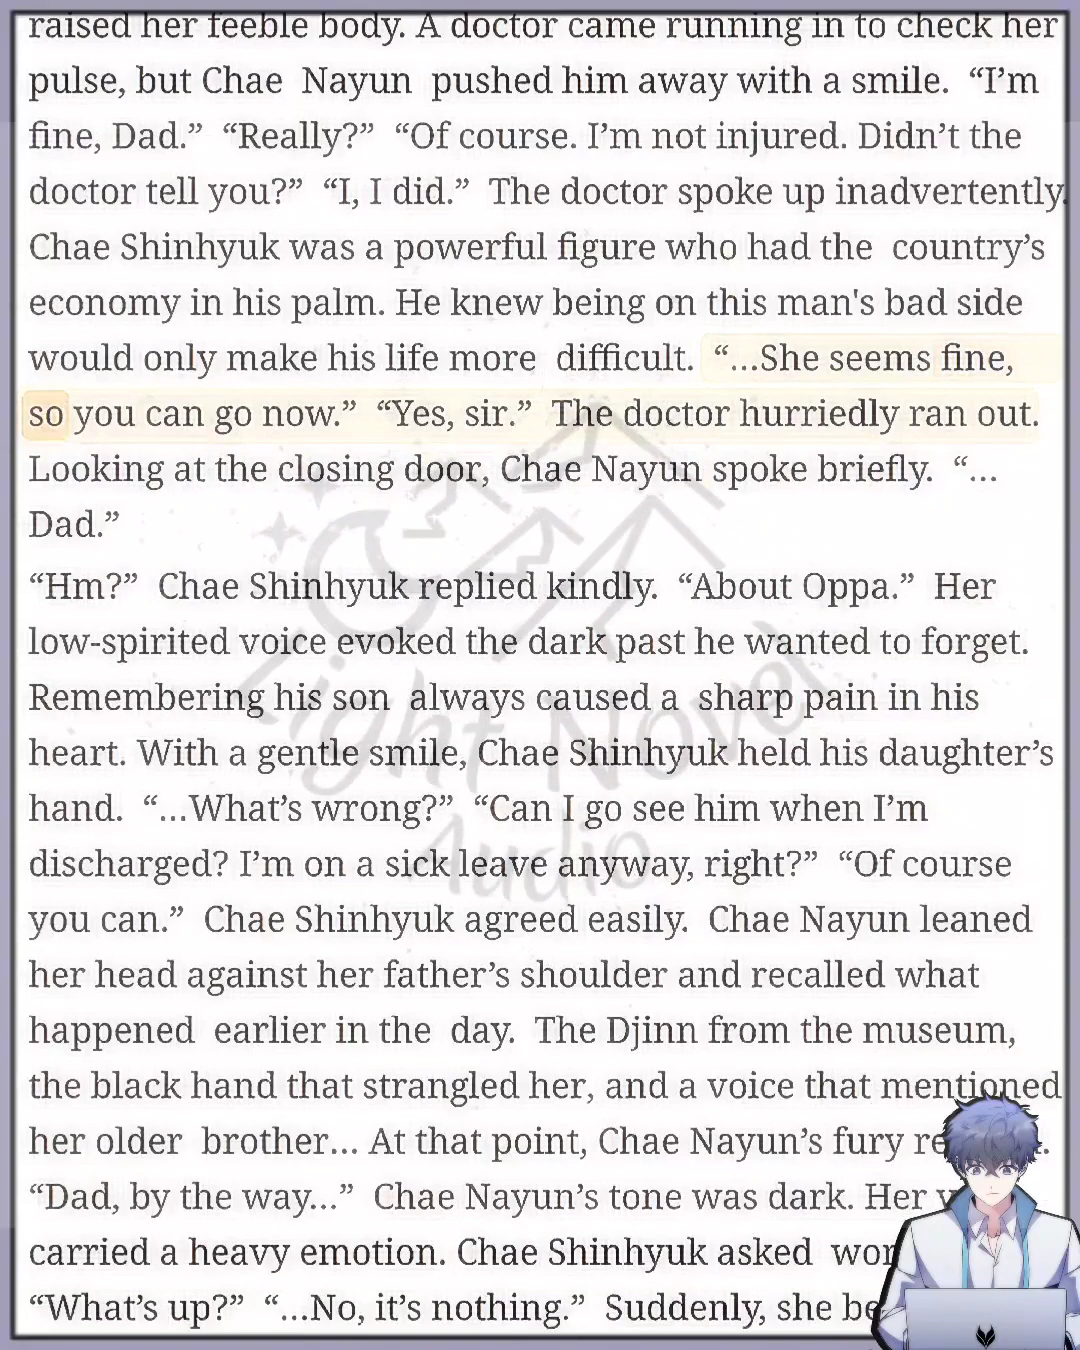 raised her feeble body. A doctor came running in to check her
pulse, but Chae Nayun pushed him away with a smile. “I’m
fine, Dad.” “Really?” “Of course. I’m not injured. Didn’t the
doctor tell you?” “I, I did.” The doctor spoke up inadvertently.
Chae Shinhyuk was a powerful figure who had the country’s
economy in his palm. He knew being on this man's bad side
would only make his life more difficult. “…She seems fine,
so you can go now.” “Yes, sir.” The doctor hurriedly ran out.
Looking at the closing door, Chae Nayun spoke briefly. “…
Dad.”
“Hm?” Chae Shinhyuk replied kindly. “About Oppa.” Her
low-spirited voice evoked the dark past he wanted to forget.
Remembering his son always caused a sharp pain in his
heart. With a gentle smile, Chae Shinhyuk held his daughter’s
hand. “…What’s wrong?” “Can I go see him when I’m
discharged? I’m on a sick leave anyway, right?” “Of course
you can.” Chae Shinhyuk agreed easily. Chae Nayun leaned
her head against her father’s shoulder and recalled what
happened earlier in the day. The Djinn from the museum,
the black hand that strangled her, and a voice that mentioned
her older brother… At that point, Chae Nayun’s fury
“Dad, by the way…” Chae Nayun’s tone was dark. Her
carried a heavy emotion. Chae Shinhyuk asked
“What’s up?” “…No, it’s nothing.” Suddenly, she
Light Novel
Audio